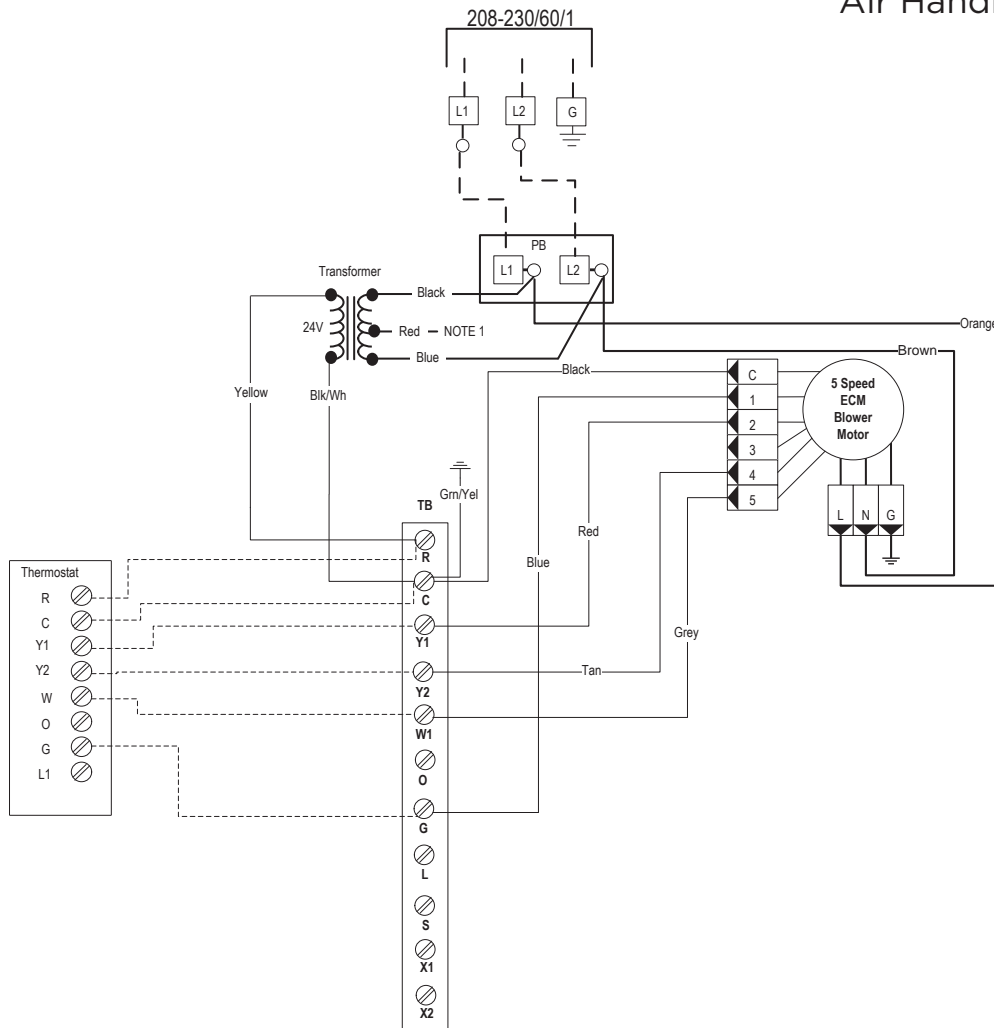 Air Hand
208-230/60/1
L1
L2
G
PB
L1
L2
Transformer
Black
24V
Red
NOTE 1
Blue
Orange
Brown
Yellow
Blk/Wh
Black
C
1
2
3
4
5
5 Speed
ECM
Blower
Motor
L
N
G
Grn/Yel
TB
Red
Blue
Grey
Tan
Thermostat
R
C
Y1
Y2
W
O
G
L1
R
C
Y1
Y2
W1
O
G
L
S
X1
X2